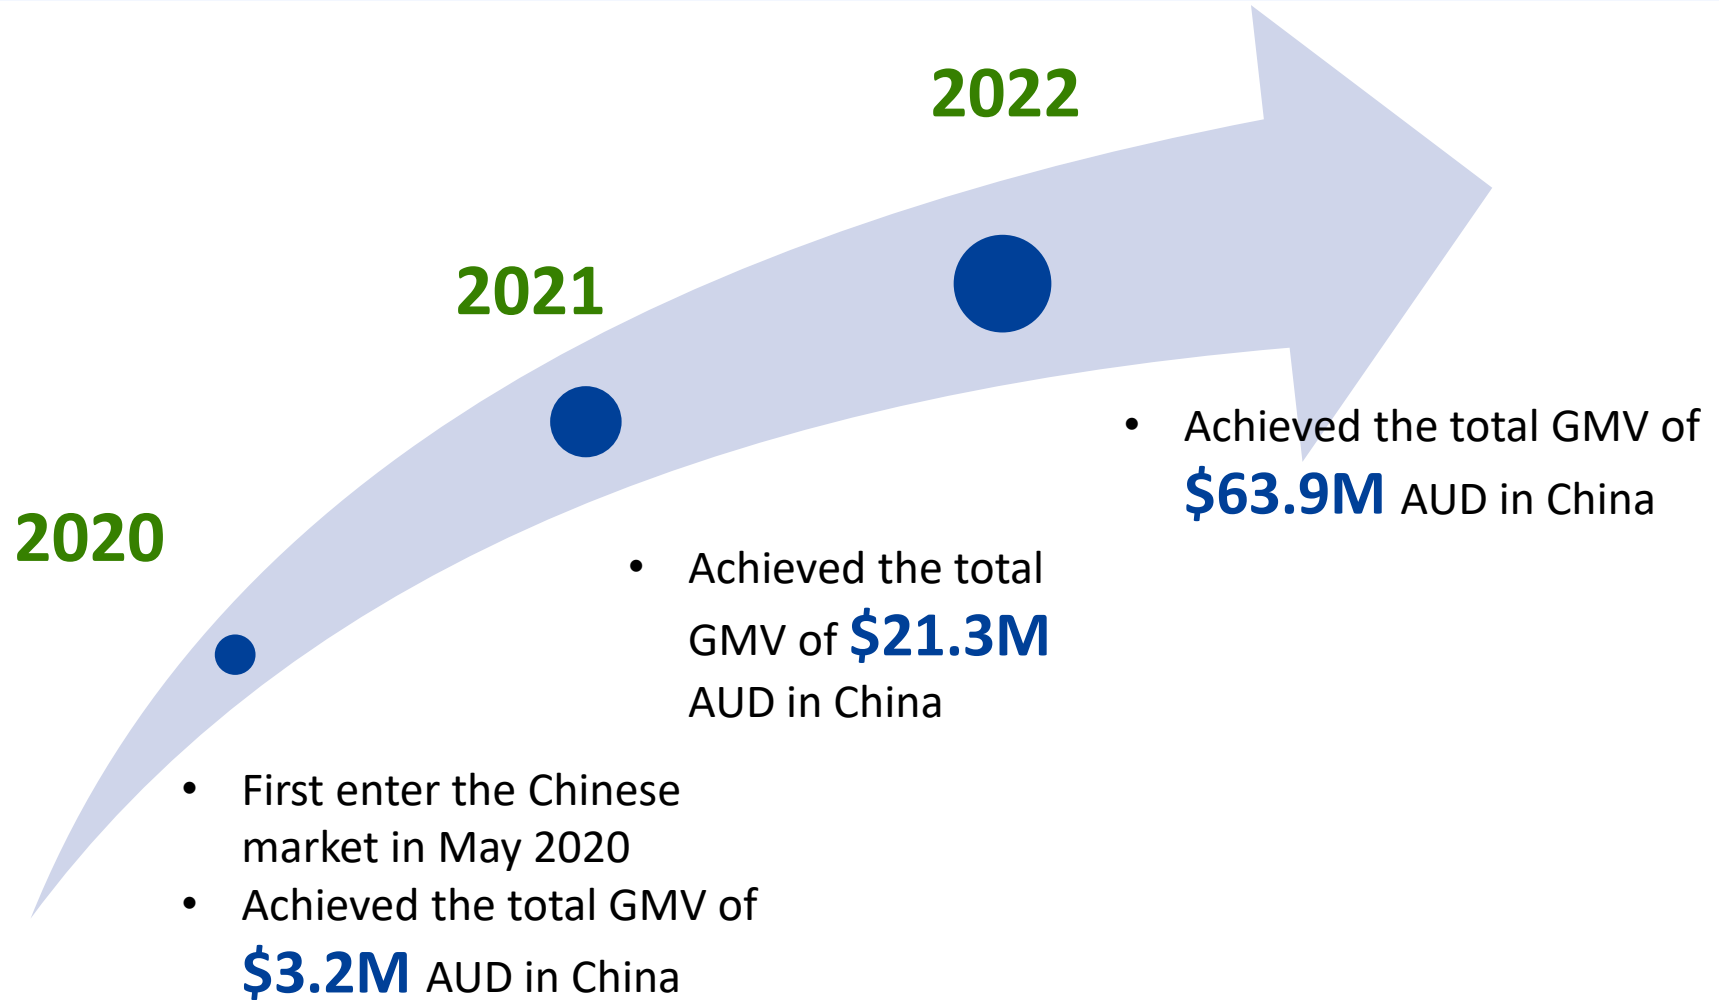 2020
• First enter the Chinese
market in May 2020
• Achieved the total GMV of
$3.2M AUD in China
2021
• Achieved the total
GMV of $21.3M
AUD in China
2022
• Achieved the total GMV of
$63.9M AUD in China